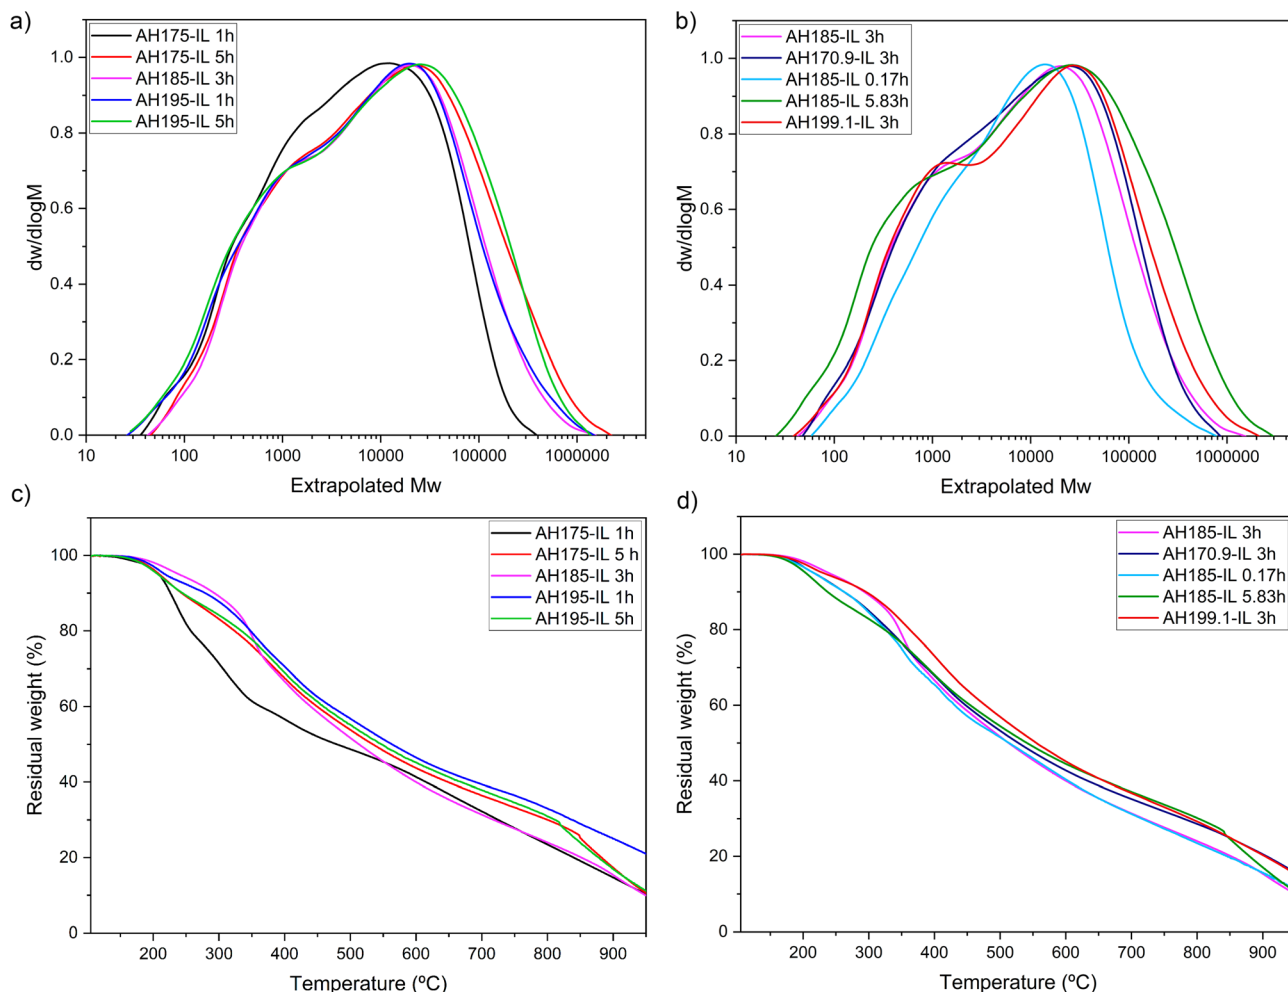 a)
AH175-IL 1h
AH175-IL 5h
AH185-IL 3h
AH195-IL 1h
AH195-IL 5h
dw/dlogM
1.0
0.8
0.6
0.4
0.2
0.0
10 100 1000 10000 100000 1000000
Extrapolated Mw
b)
AH185-IL 3h
AH170.9-IL 3h
AH185-IL 0.17h
AH185-IL 5.83h
AH199.1-IL 3h
dw/dlogM
1.0
0.8
0.6
0.4
0.2
0.0
10 100 1000 10000 100000 1000000
Extrapolated Mw
c)
AH175-IL 1h
AH175-IL 5 h
AH185-IL 3h
AH195-IL 1h
AH195-IL 5h
Residual weight (%)
100
80
60
40
20
0
200 300 400 500 600 700 800 900
Temperature (ºC)
d)
AH185-IL 3h
AH170.9-IL 3h
AH185-IL 0.17h
AH185-IL 5.83h
AH199.1-IL 3h
Residual weight (%)
100
80
60
40
20
0
200 300 400 500 600 700 800 900
Temperature (ºC)